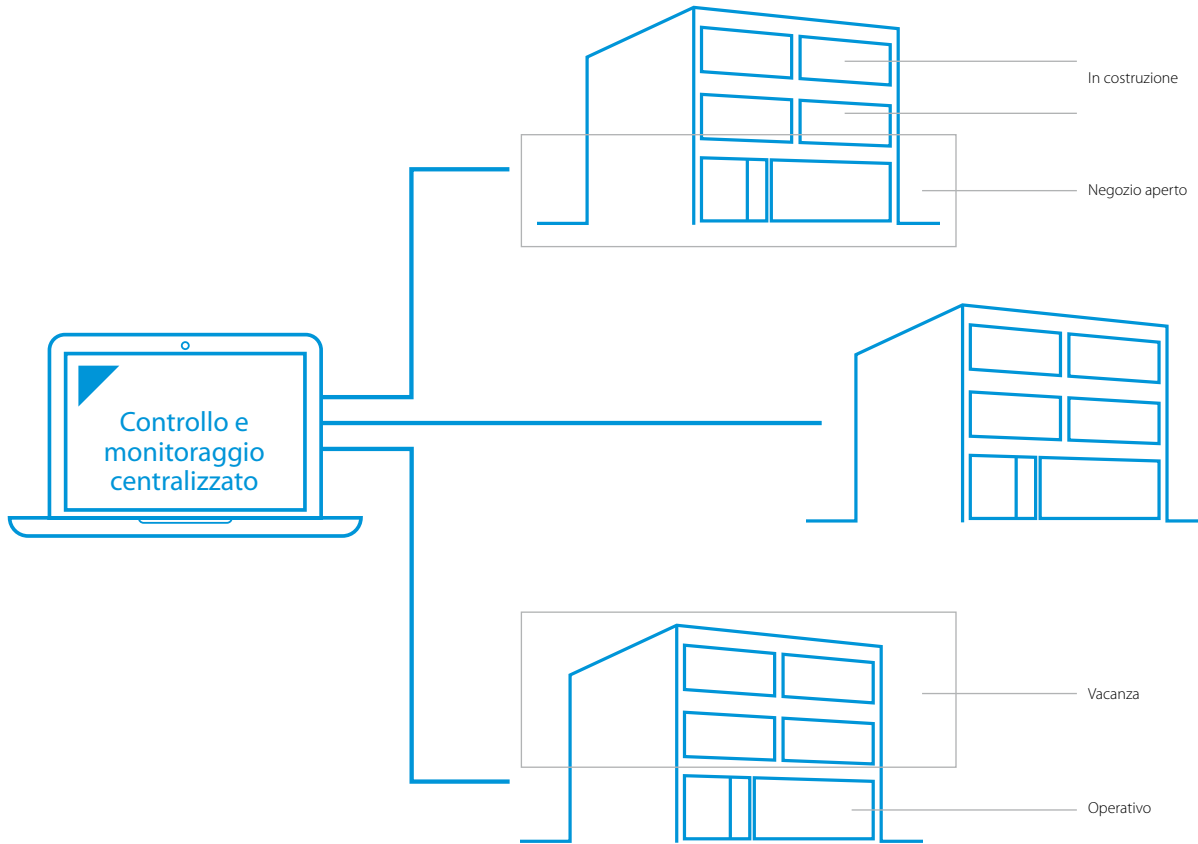 In costruzione
Negozio aperto
Controllo e
monitoraggio
centralizzato
Vacanza
Operativo